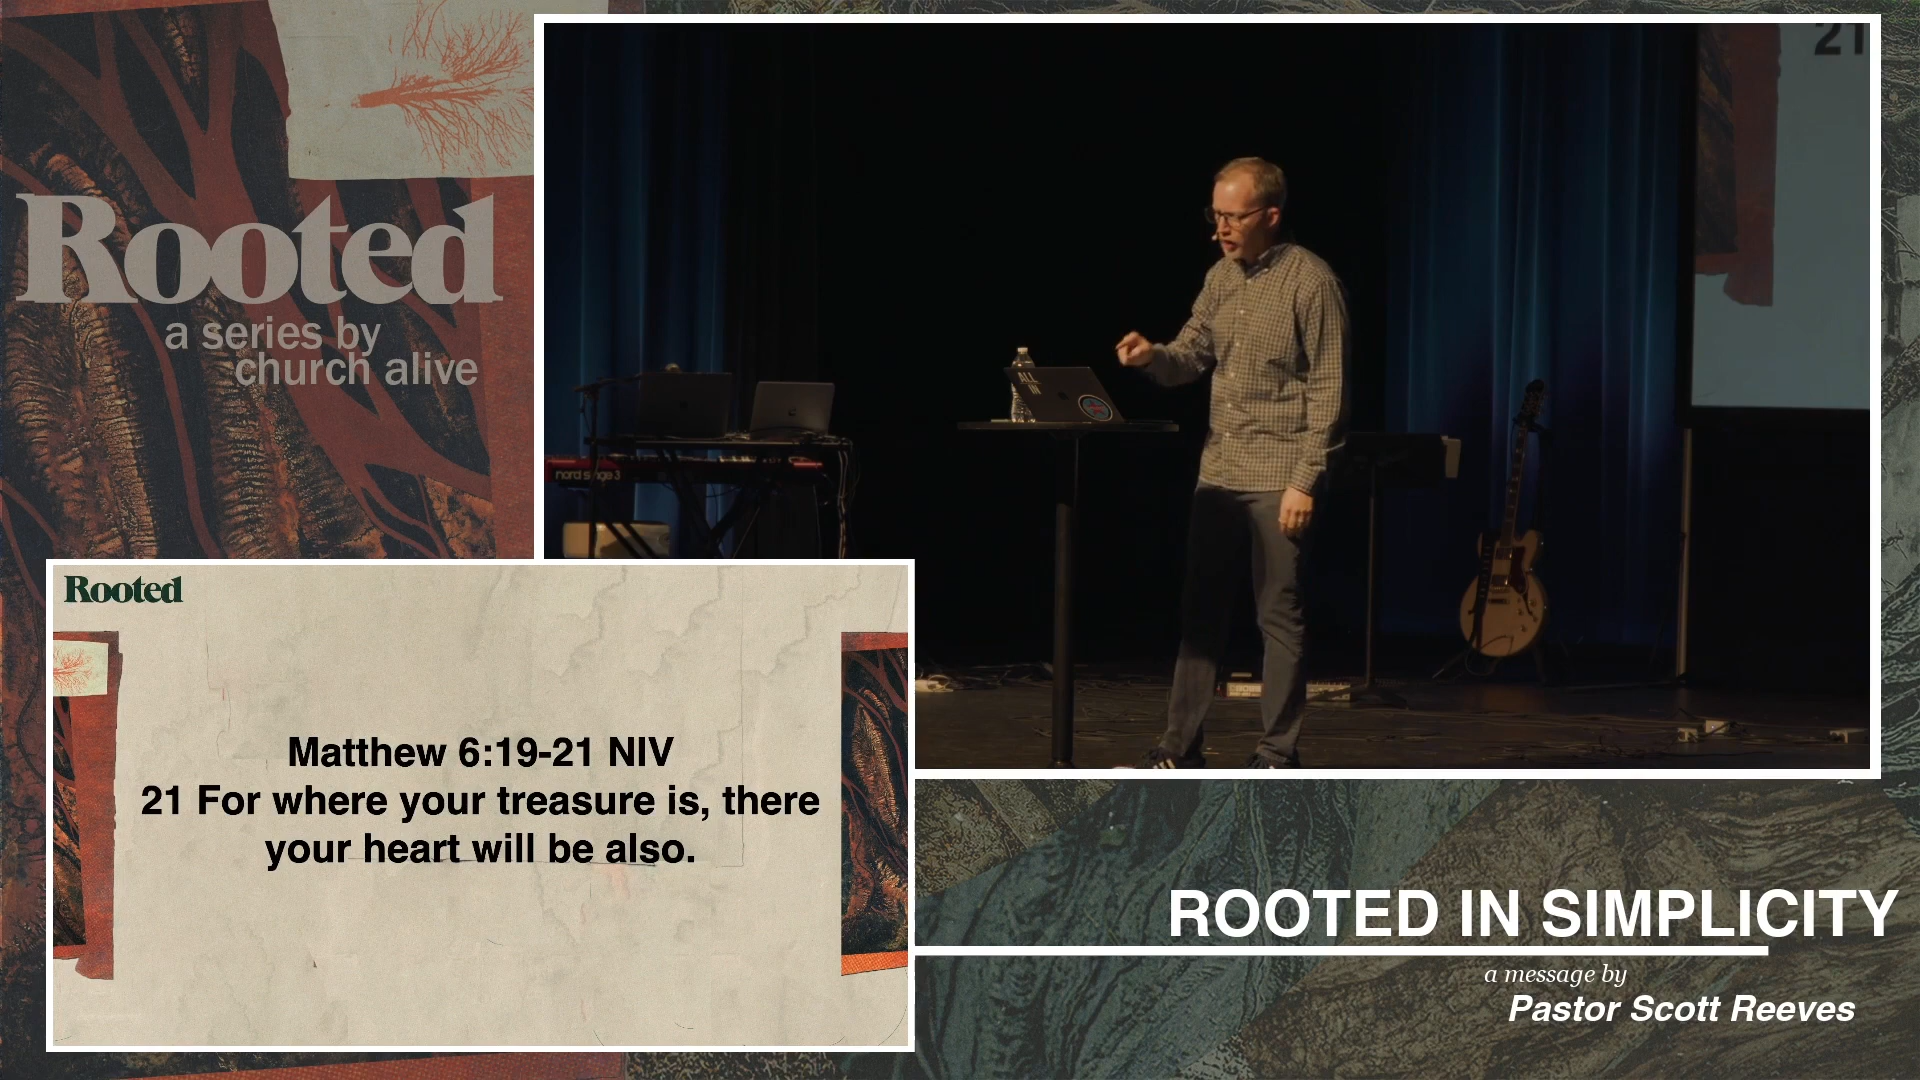 Rooted
a series by
church alive
21
nord stage 3
Rooted
Matthew 6:19-21 NIV
21 For where your treasure is, there
your heart will be also.
ROOTED IN SIMPLICITY
a message by
Pastor Scott Reeves